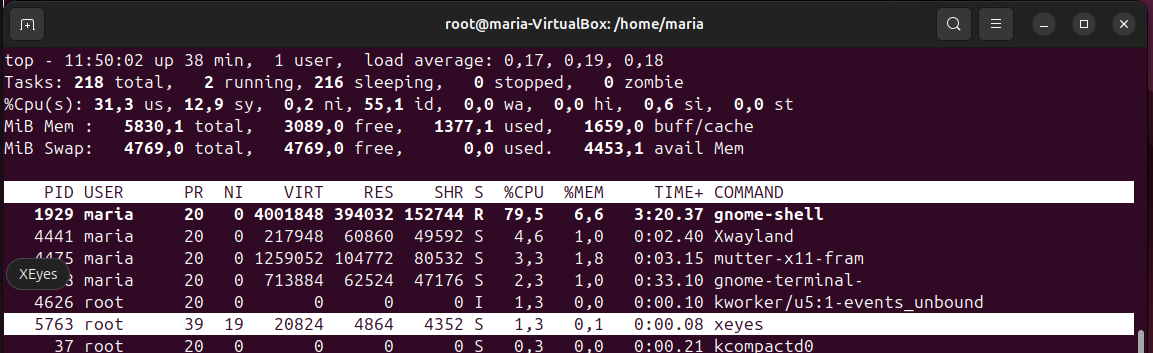 root@maria-VirtualBox: /home/maria
top - 11:50:02 up 38 min,  1 user,  load average: 0,17, 0,19, 0,18
Tasks: 218 total,   2 running, 216 sleeping,   0 stopped,   0 zombie
%Cpu(s): 31,3 us, 12,9 sy,  0,2 ni, 55,1 id,  0,0 wa,  0,0 hi,  0,6 si,  0,0 st
MiB Mem :   5830,1 total,   3089,0 free,   1377,1 used,   1659,0 buff/cache
MiB Swap:   4769,0 total,   4769,0 free,      0,0 used.   4453,1 avail Mem
PID USER      PR  NI    VIRT    RES    SHR S  %CPU  %MEM     TIME+ COMMAND
1929 maria     20   0 4001848 394032 152744 R  79,5   6,6   3:20.37 gnome-shell
4441 maria     20   0  217948  60860  49592 S   4,6   1,0   0:02.40 Xwayland
4475 maria     20   0 1259052 104772  80532 S   3,3   1,8   0:03.15 mutter-x11-fram
XEyes
3 maria     20   0  713884  62524  47176 S   2,3   1,0   0:33.10 gnome-terminal-
4626 root      20   0       0      0      0 I   1,3   0,0   0:00.10 kworker/u5:1-events_unbound
5763 root      39  19   20824   4864   4352 S   1,3   0,1   0:00.08 xeyes
37 root      20   0       0      0      0 S   0,3   0,0   0:00.21 kcompactd0